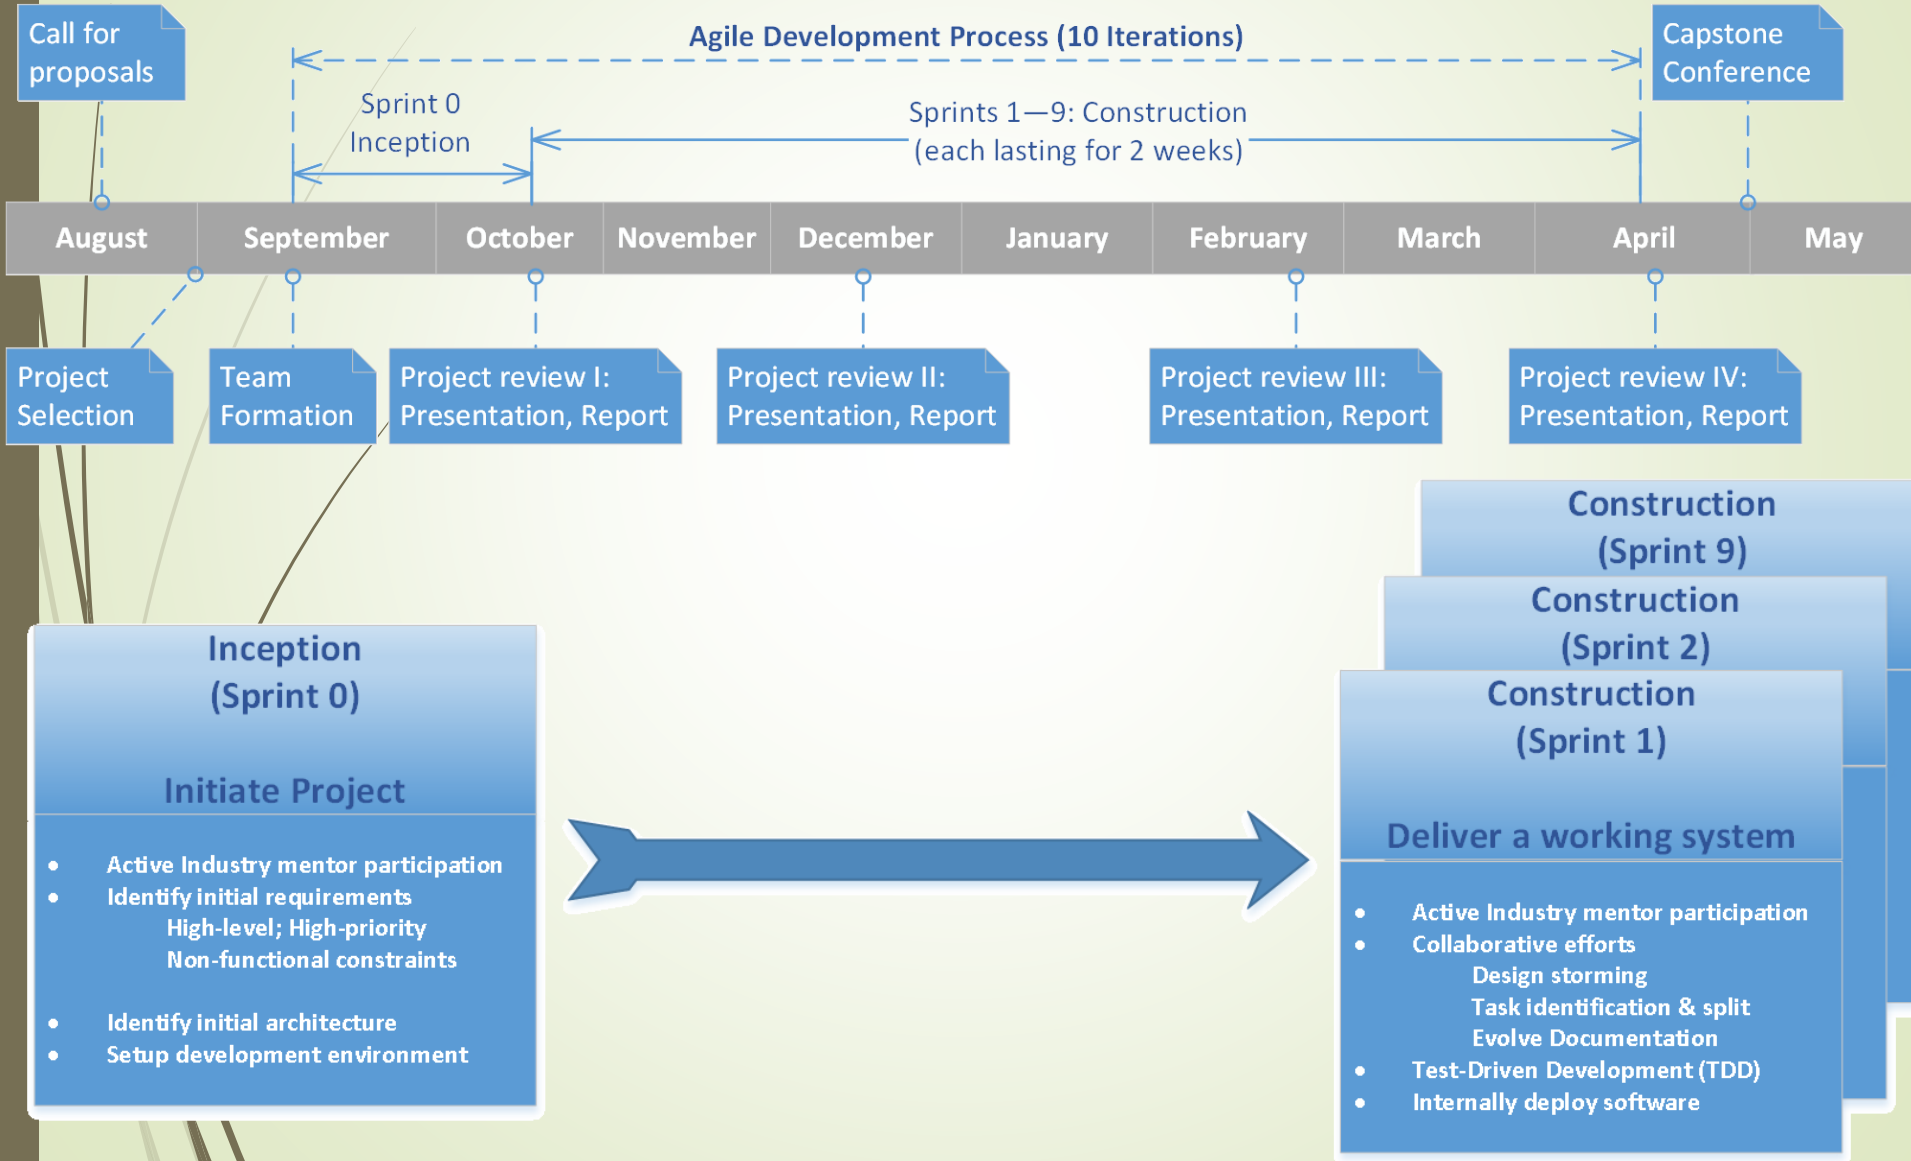 Call for
proposals
Agile Development Process (10 Iterations)
Capstone
Conference
Sprint 0
Inception
Sprints 1—9: Construction
(each lasting for 2 weeks)
August September October November December January February March April May
Project
Selection
Team
Formation
Project review I:
Presentation, Report
Project review II:
Presentation, Report
Project review III:
Presentation, Report
Project review IV:
Presentation, Report
Inception
(Sprint 0)
Initiate Project
• Active Industry mentor participation
• Identify initial requirements
High-level; High-priority
Non-functional constraints
• Identify initial architecture
• Setup development environment
Construction
(Sprint 9)
Construction
(Sprint 2)
Construction
(Sprint 1)
Deliver a working system
• Active Industry mentor participation
• Collaborative efforts
Design storming
Task identification & split
Evolve Documentation
• Test-Driven Development (TDD)
• Internally deploy software